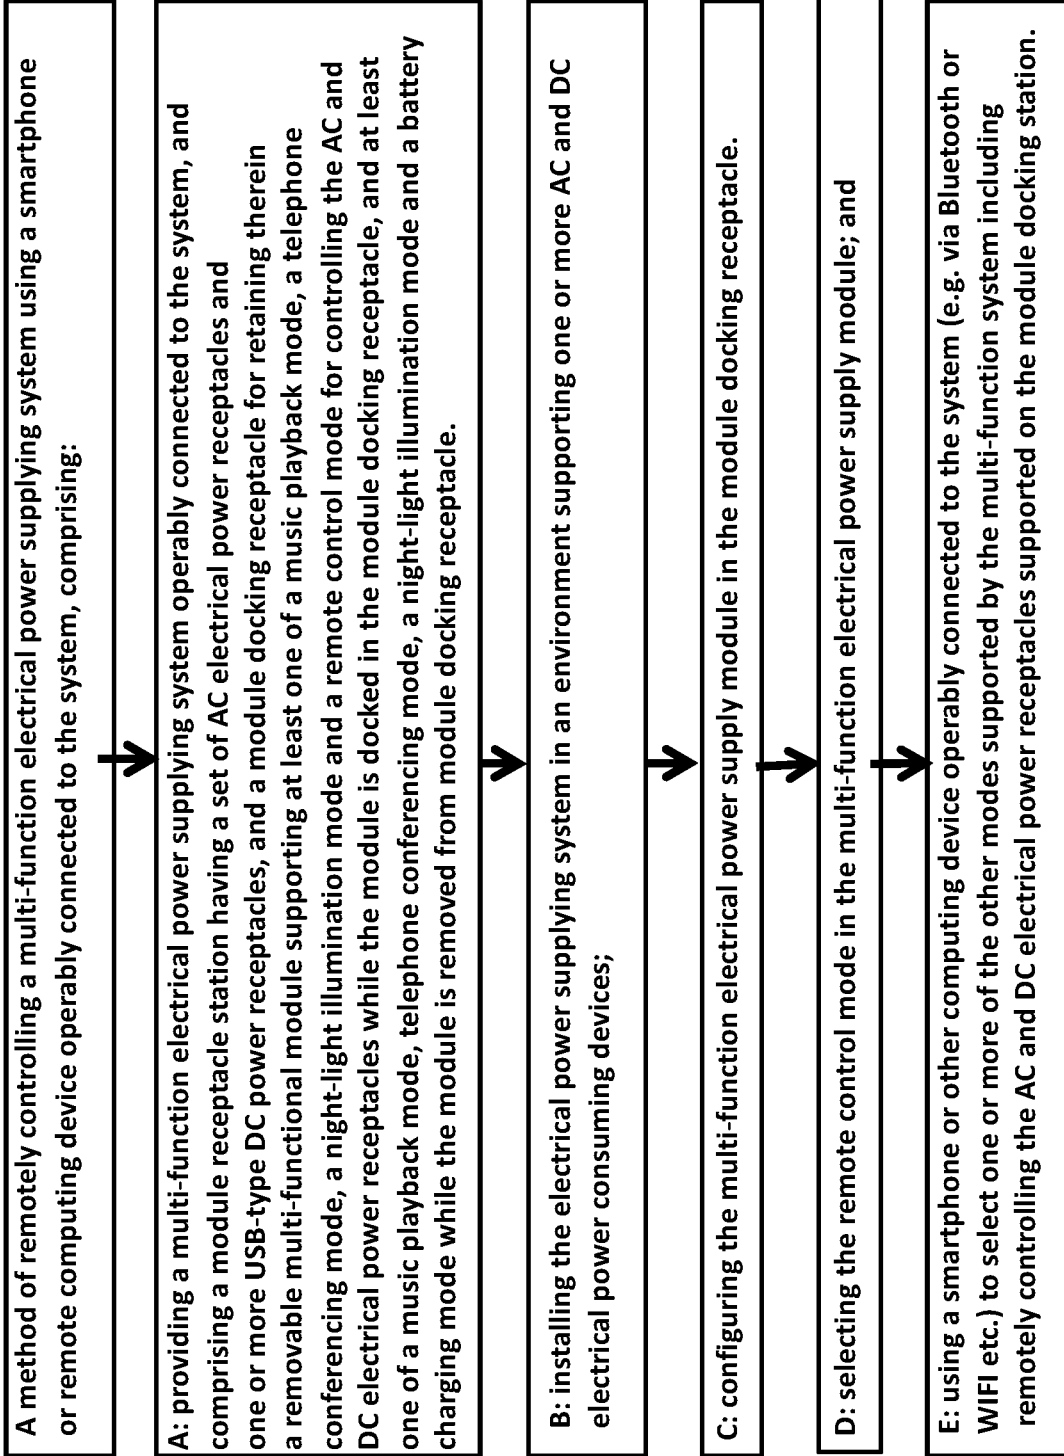 A method of remotely controlling a multi-function electrical power supplying system using a smartphone
or remote computing device operably connected to the system, comprising:
A: providing a multi-function electrical power supplying system operably connected to the system, and
comprising a module receptacle station having a set of AC electrical power receptacles and
one or more USB-type DC power receptacles, and a module docking receptacle for retaining therein
a removable multi-functional module supporting at least one of a music playback mode, a telephone
conferencing mode, a night-light illumination mode and a remote control mode for controlling the AC and
DC electrical power receptacles while the module is docked in the module docking receptacle, and at least
one of a music playback mode, telephone conferencing mode, a night-light illumination mode and a battery
charging mode while the module is removed from module docking receptacle.
B: installing the electrical power supplying system in an environment supporting one or more AC and DC
electrical power consuming devices;
C: configuring the multi-function electrical power supply module in the module docking receptacle.
D: selecting the remote control mode in the multi-function electrical power supply module; and
E: using a smartphone or other computing device operably connected to the system (e.g. via Bluetooth or
WIFI etc.) to select one or more of the other modes supported by the multi-function system including
remotely controlling the AC and DC electrical power receptacles supported on the module docking station.